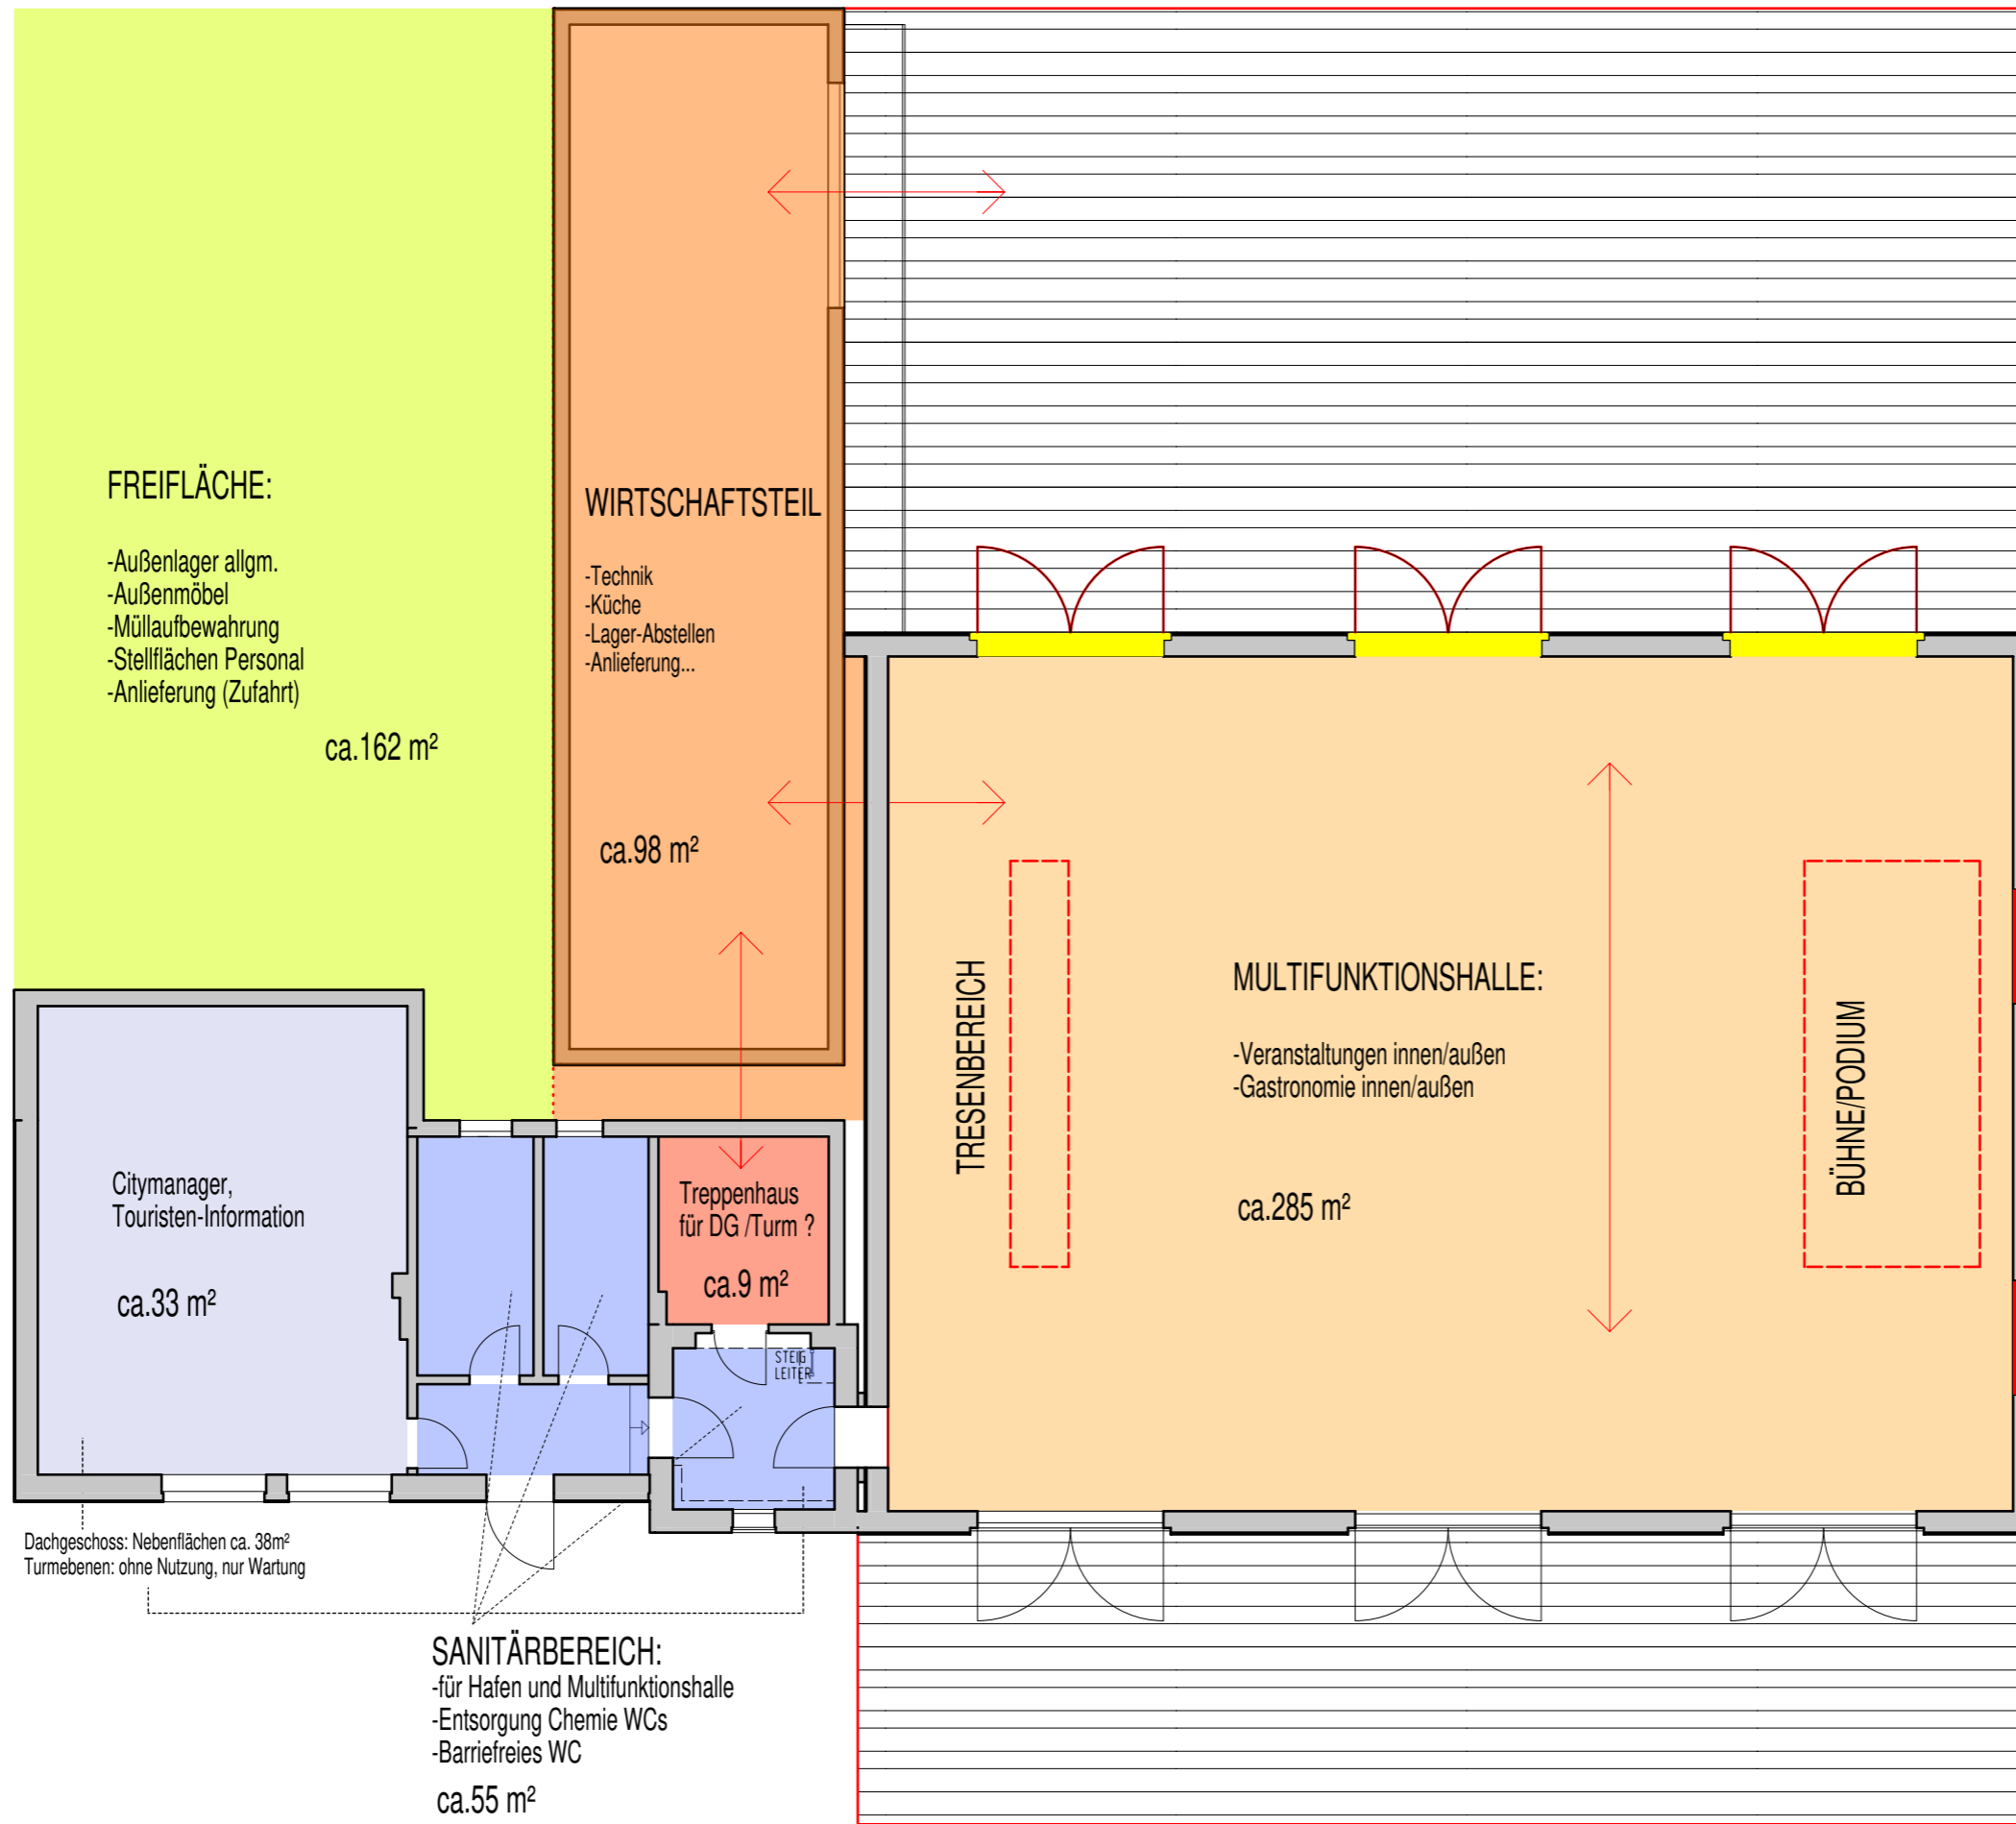 FREIFLÄCHE:
-Außenlager allgm.
-Außenmöbel
-Müllaufbewahrung
-Stellflächen Personal
-Anlieferung (Zufahrt)
ca.162 m²
WIRTSCHAFTSTEIL
-Technik
-Küche
-Lager-Abstellen
-Anlieferung...
ca.98 m²
TRESENBEREICH
MULTIFUNKTIONSHALLE:
-Veranstaltungen innen/außen
-Gastronomie innen/außen
ca.285 m²
BÜHNE/PODIUM
Citymanager,
Touristen-Information
ca.33 m²
Treppenhaus
für DG /Turm ?
ca.9 m²
STEIG
LEITER
Dachgeschoss: Nebenflächen ca. 38m²
Turmebenen: ohne Nutzung, nur Wartung
SANITÄRBEREICH:
-für Hafen und Multifunktionshalle
-Entsorgung Chemie WCs
-Barriefreies WC
ca.55 m²